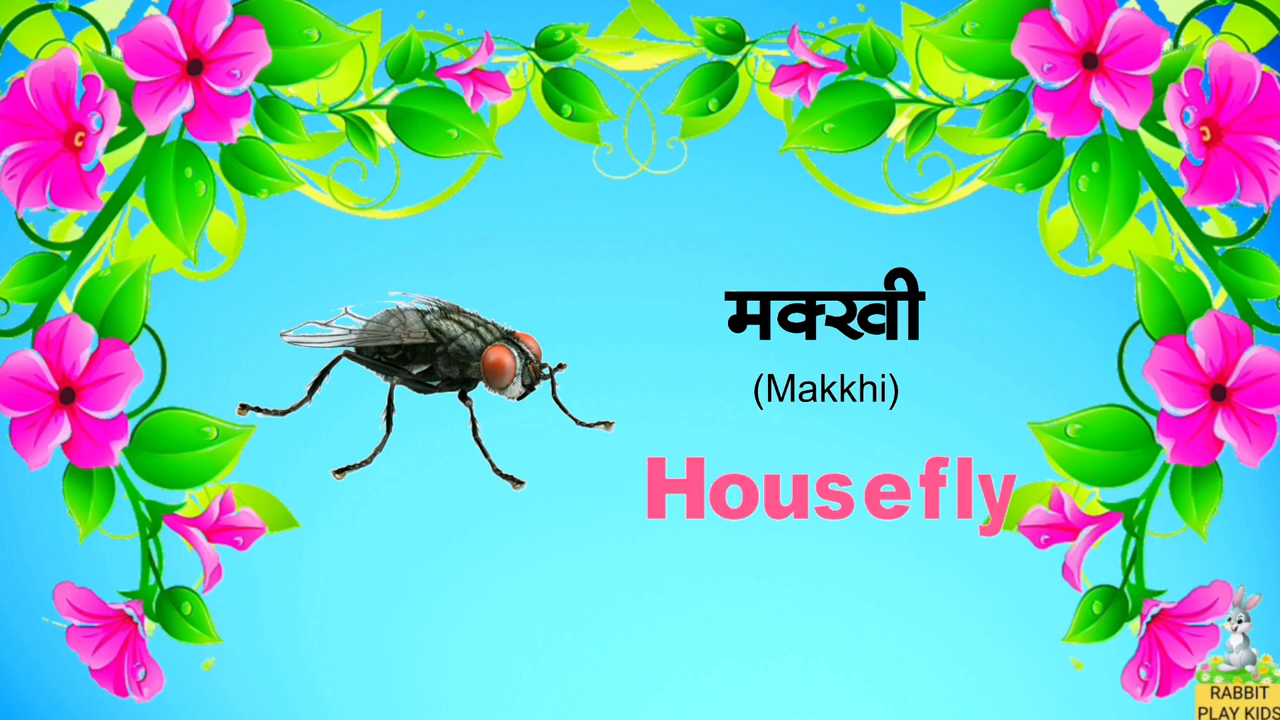 मक्खी
(Makkhi)
Housefly
RABBIT
PLAY KIDS